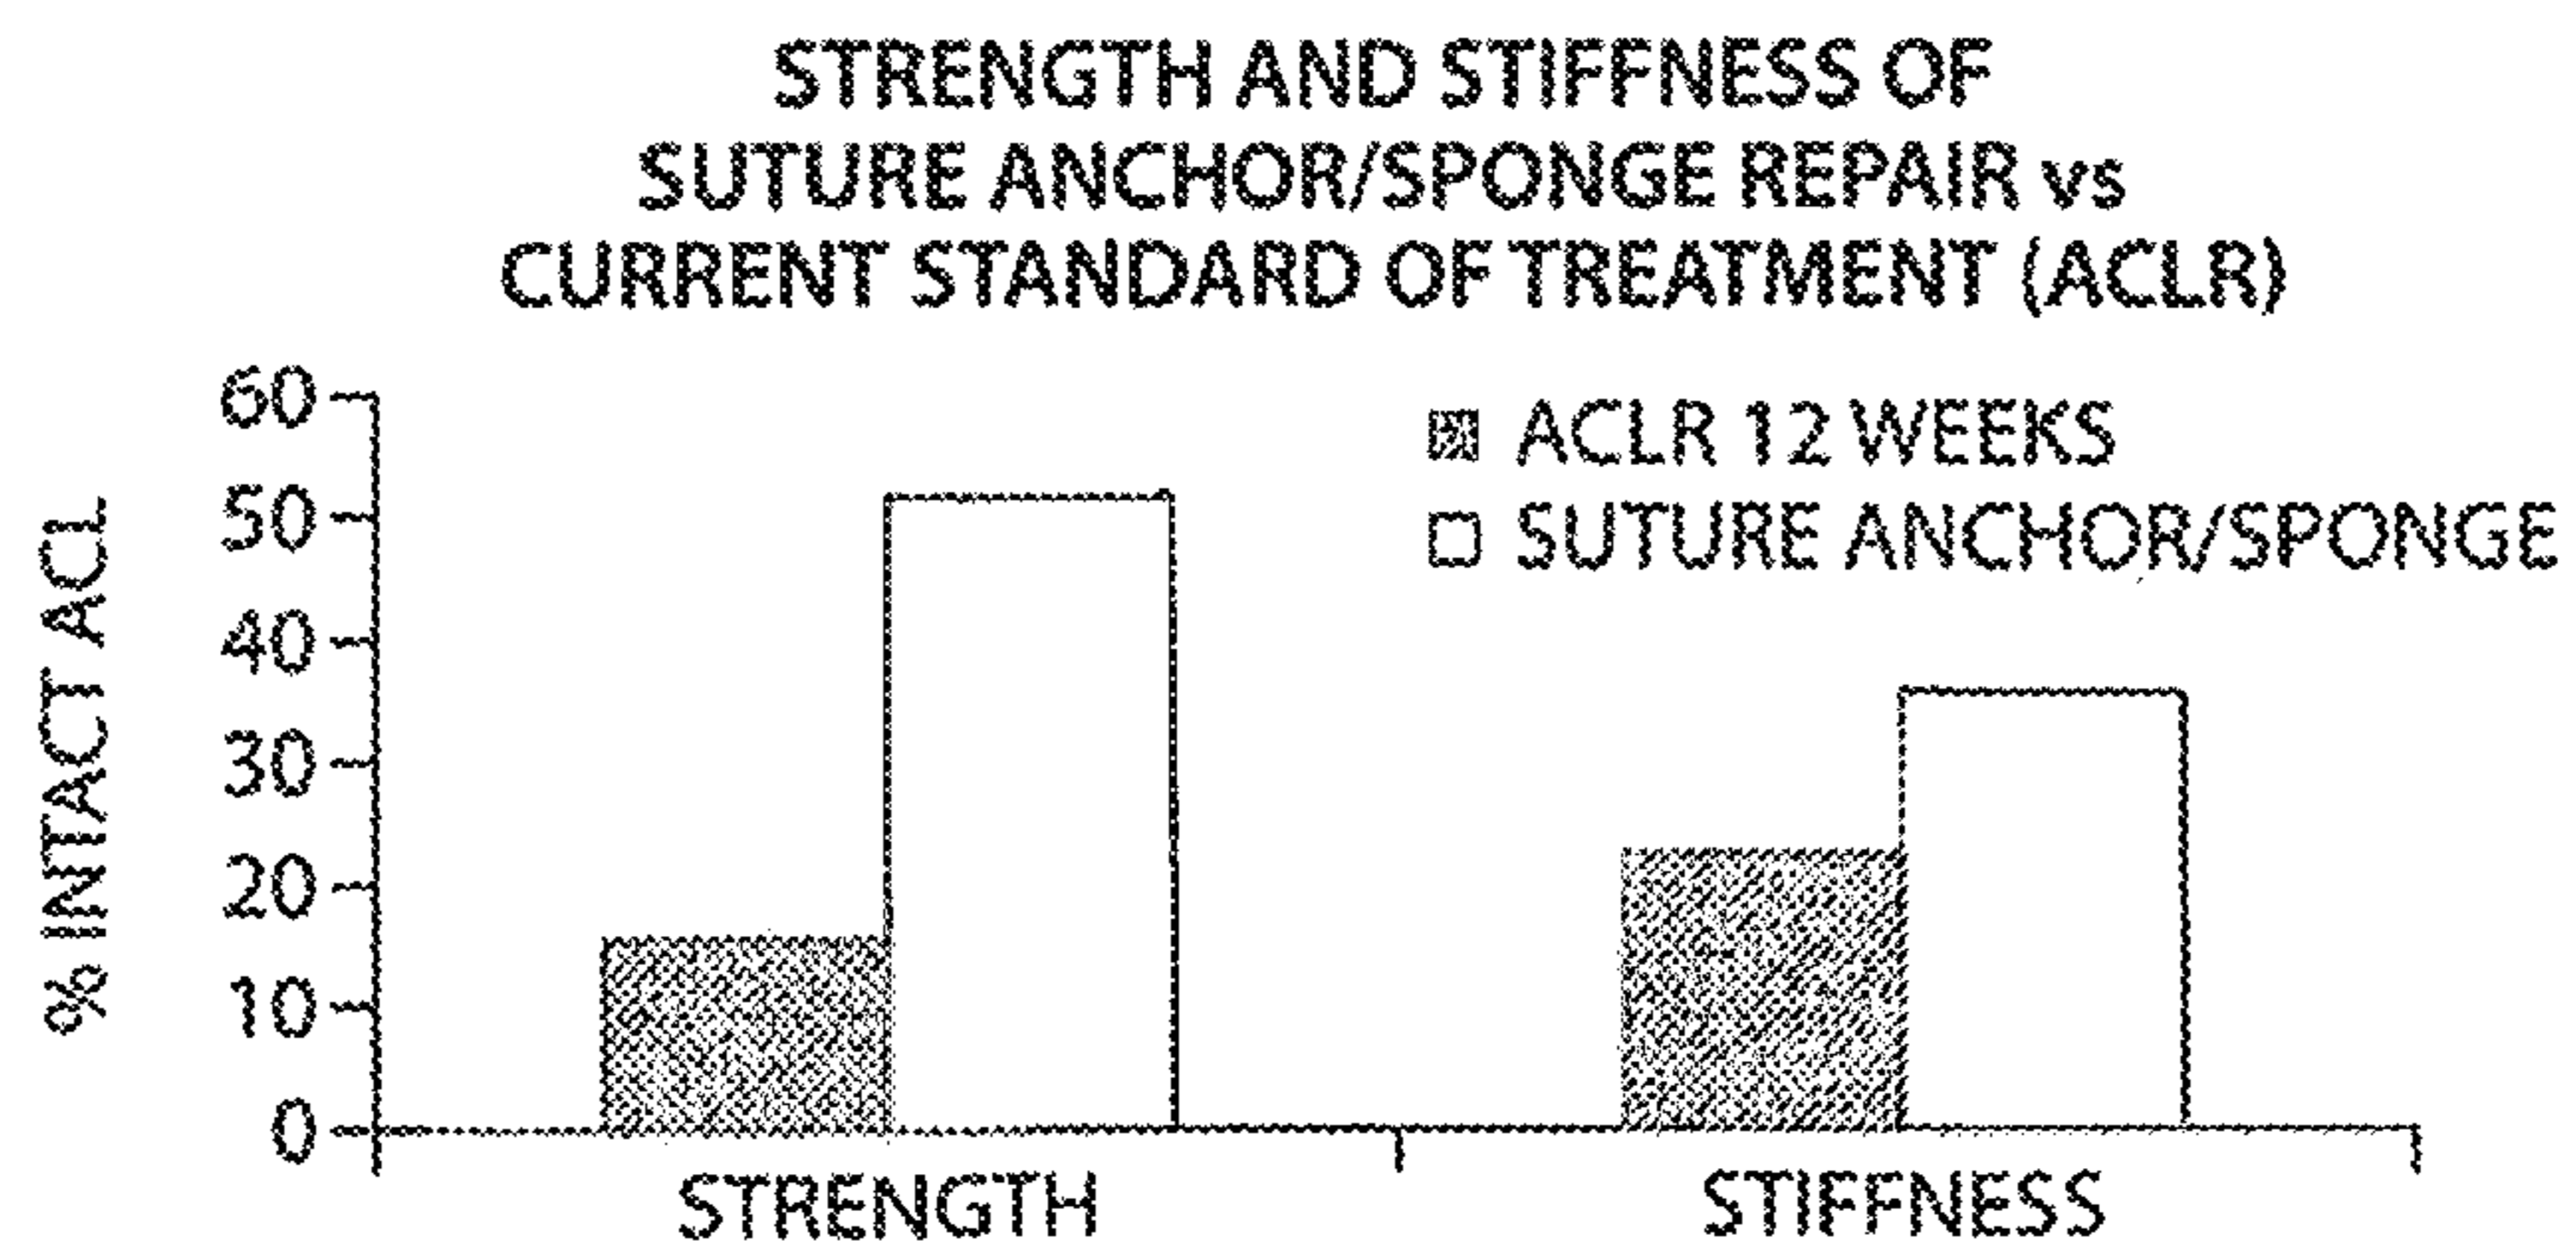 STRENGTH AND STIFFNESS OF
SUTURE ANCHOR/SPONGE REPAIR vs
CURRENT STANDARD OF TREATMENT (ACLR)
60
50
40
30
20
10
0
% INTACT ACL
ACLR 12 WEEKS
SUTURE ANCHOR/SPONGE
STRENGTH
STIFFNESS